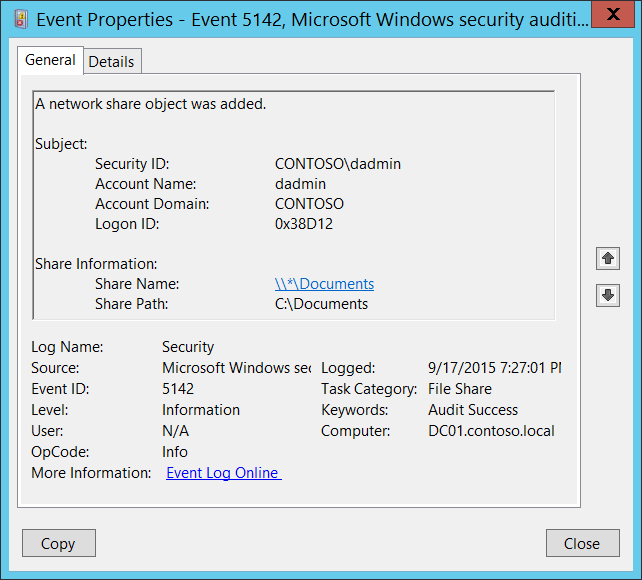 Event Properties - Event 5142, Microsoft Windows security auditi...
General Details
A network share object was added.
Subject:
Security ID: CONTOSO\dadmin
Account Name: dadmin
Account Domain: CONTOSO
Logon ID: 0x38D12
Share Information:
Share Name: \\*\Documents
Share Path: C:\Documents
Log Name: Security
Source: Microsoft Windows sec Logged: 9/17/2015 7:27:01 PM
Event ID: 5142 Task Category: File Share
Level: Information Keywords: Audit Success
User: N/A Computer: DC01.contoso.local
OpCode: Info
More Information: Event Log Online
Copy Close